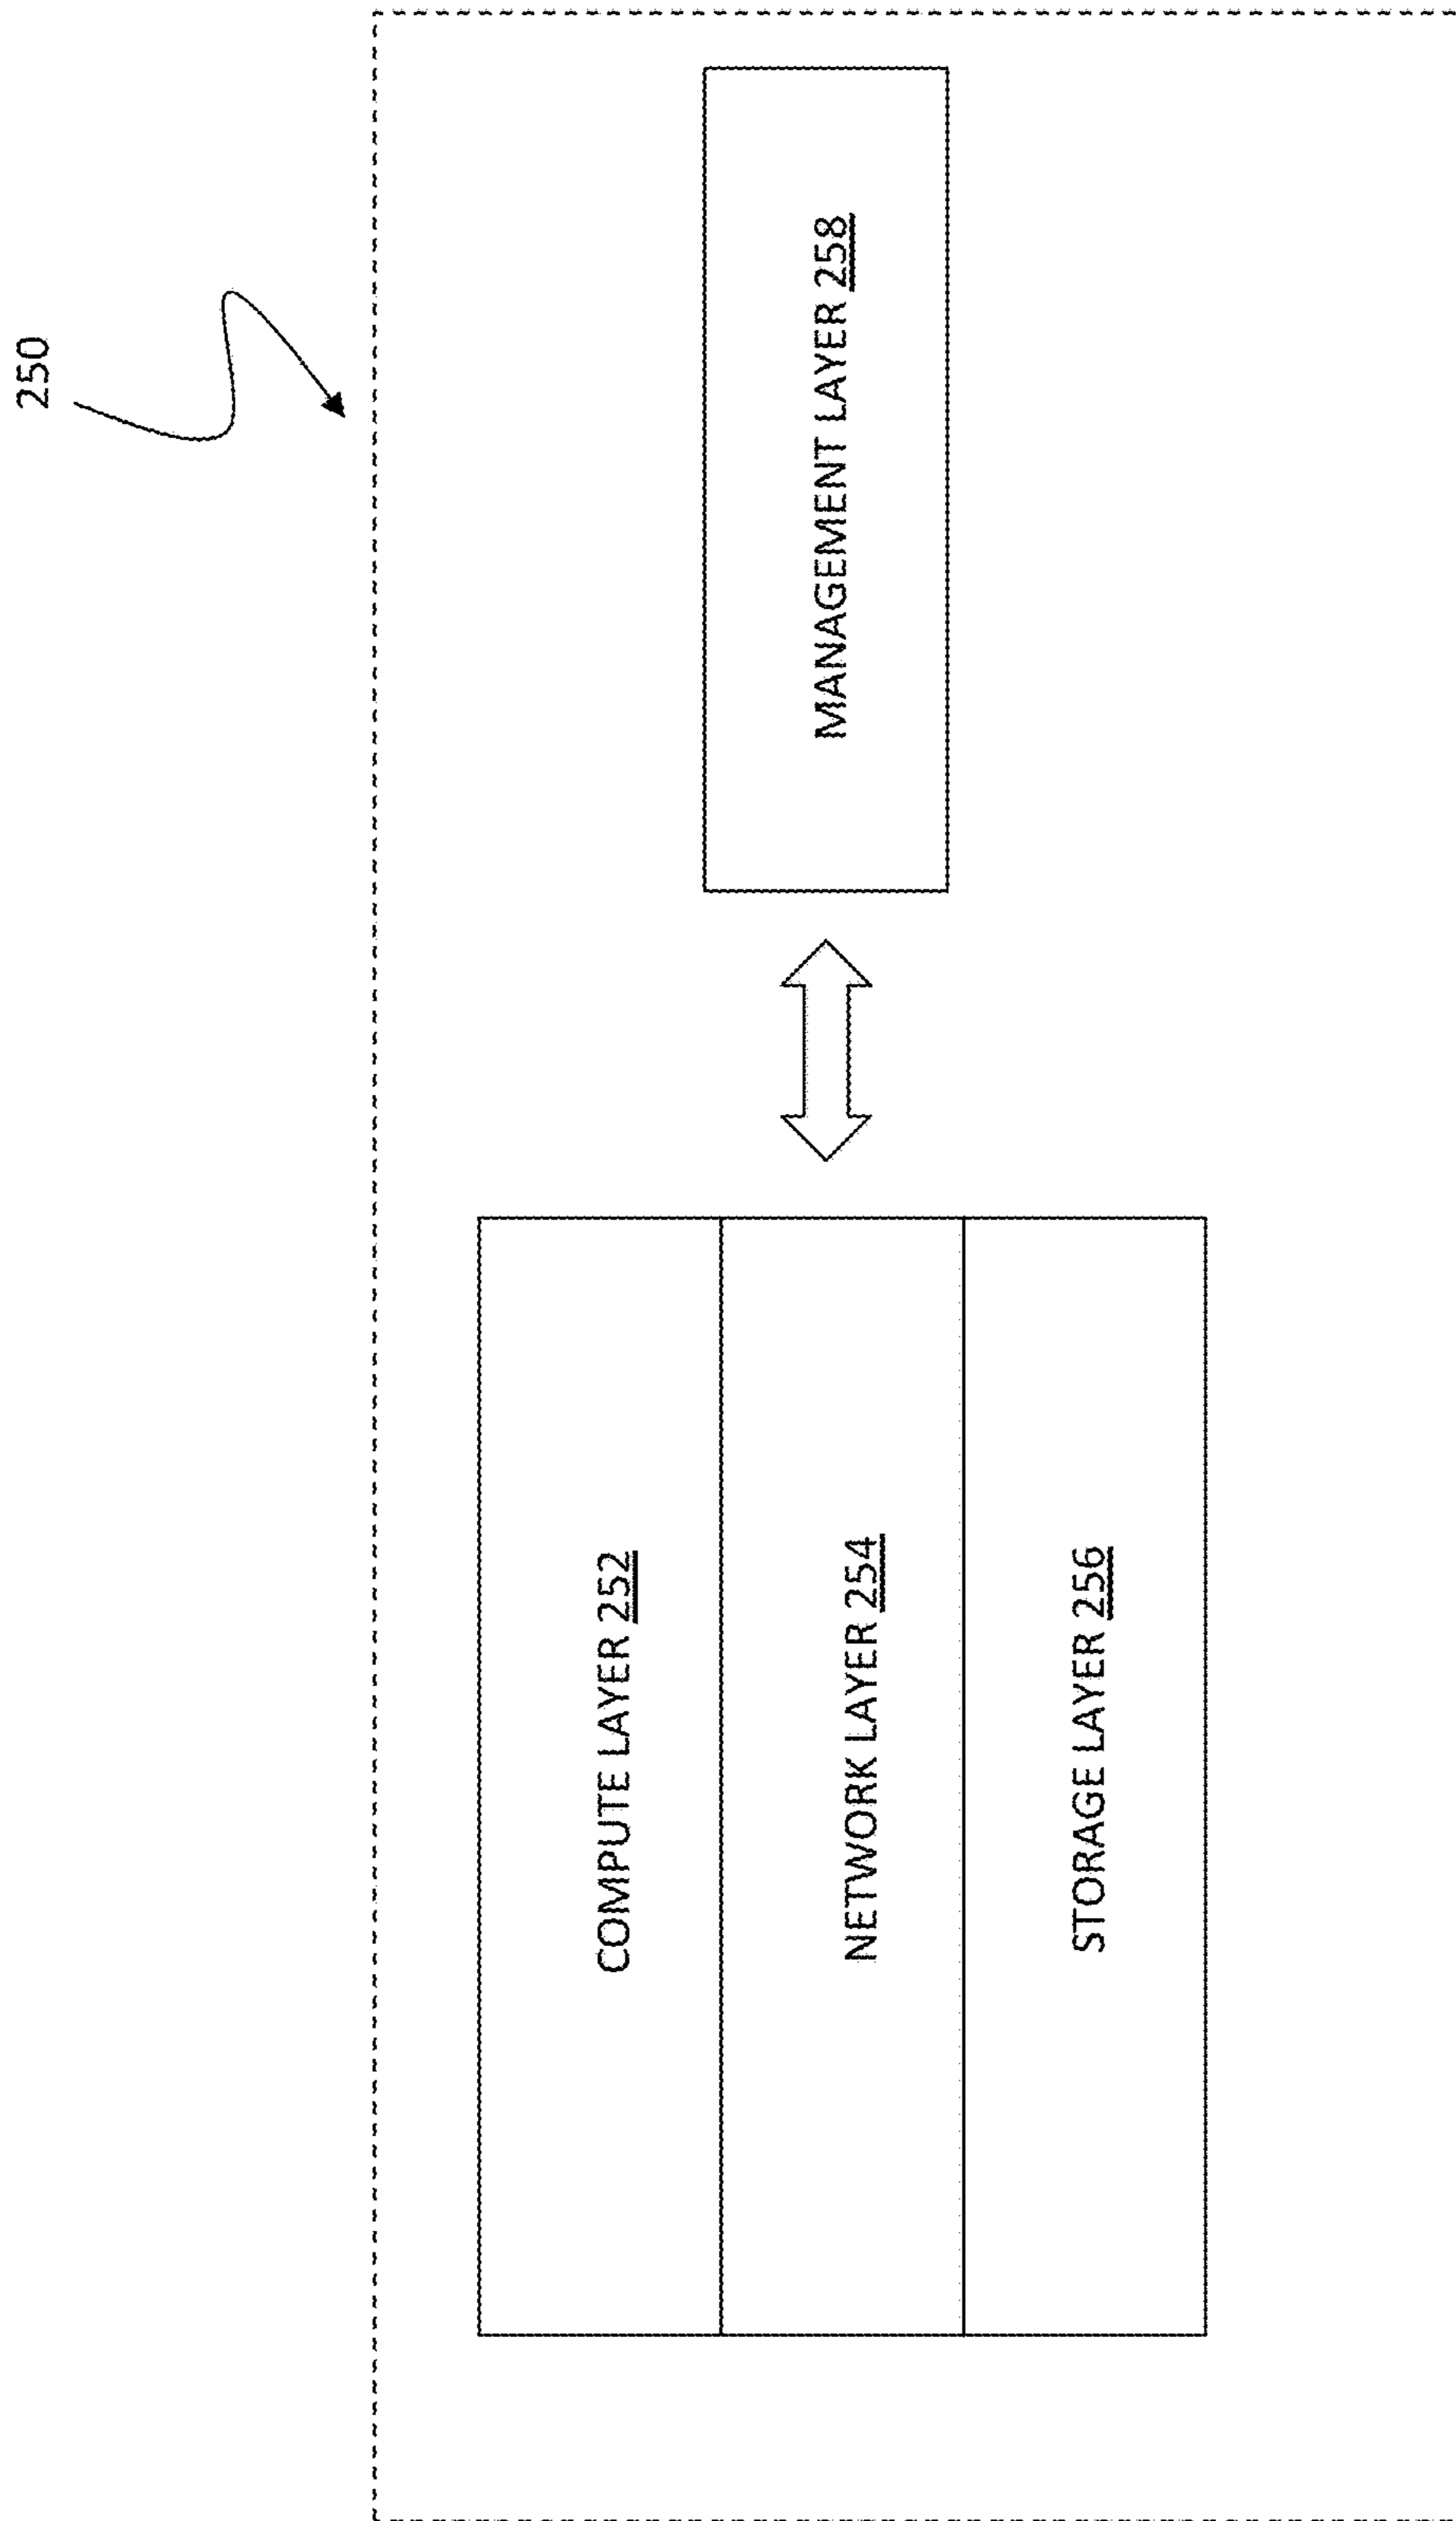 250
COMPUTE LAYER 252
NETWORK LAYER 254
STORAGE LAYER 256
MANAGEMENT LAYER 258